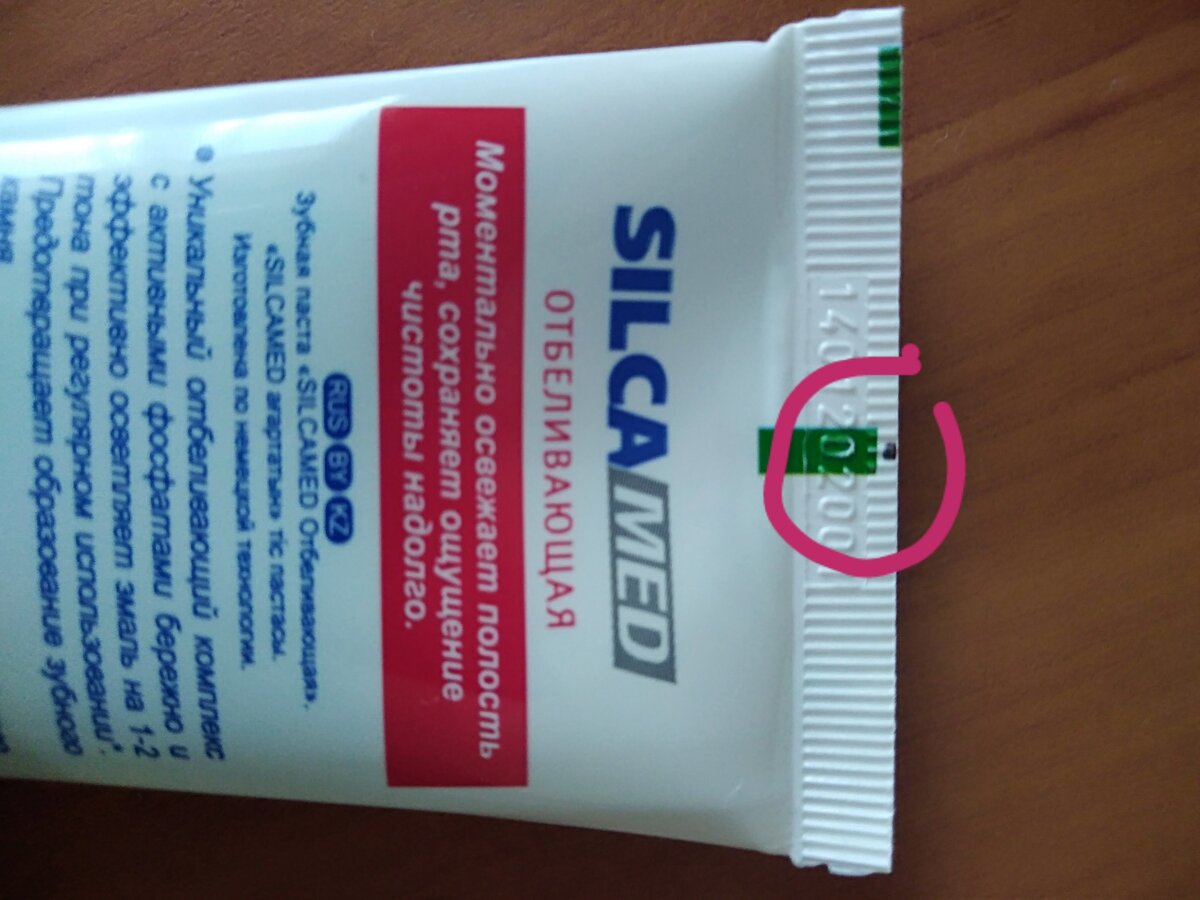 SILCAMED
ОТБЕЛИВАЮЩАЯ
Моментально освежает полость
рта, сохраняет ощущение
чистоты надолго.
RUS BY KZ
Зубная паста «SILCAMED Отбеливающая».
«SILCAMED ағартатын» тіс пастасы.
Изготовлена по немецкой технологии.
• Уникальный отбеливающий комплекс
с активными фосфатами бережно и
эффективно осветляет эмаль на 1-2
тона при регулярном использовании*.
Предотвращает образование зубного
камня